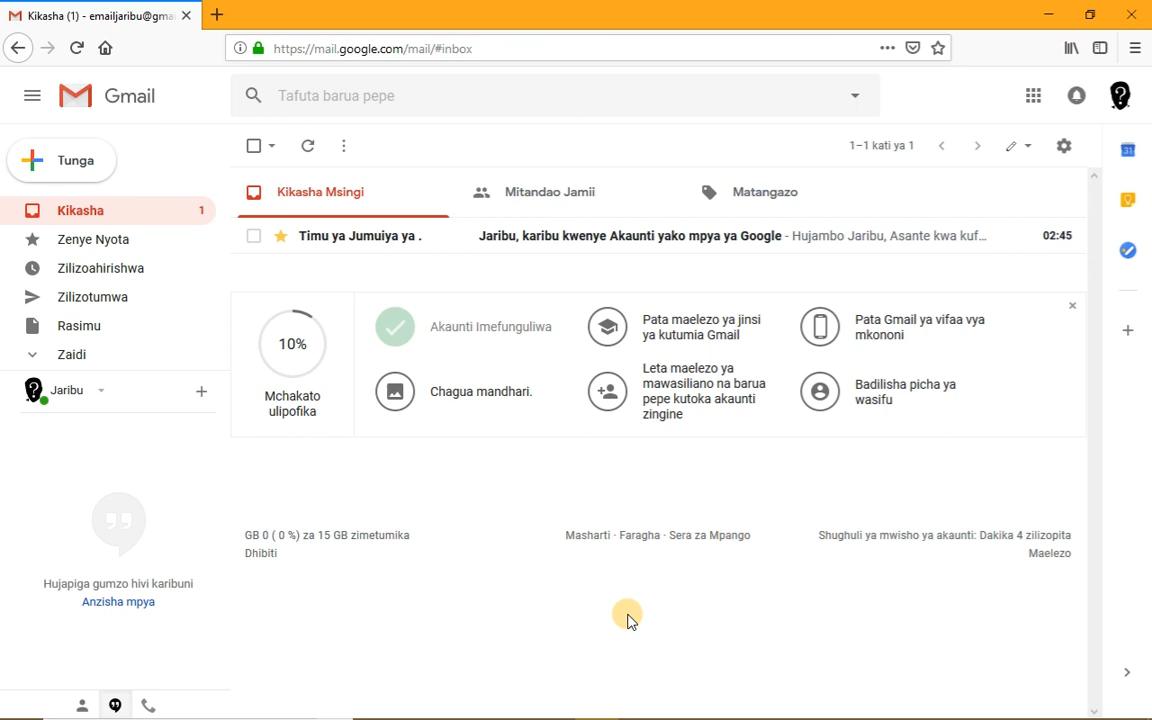 Kikasha (1) - emailjaribu@gma
https://mail.google.com/mail/#inbox
Gmail
Tafuta barua pepe
Tunga
1–1 kati ya 1
31
Kikasha Msingi
Mitandao Jamii
Matangazo
Kikasha 1
Timu ya Jumuiya ya . Jaribu, karibu kwenye Akaunti yako mpya ya Google - Hujambo Jaribu, Asante kwa kuf... 02:45
Zenye Nyota
Zilizoahirishwa
Zilizotumwa
Rasimu
Zaidi
Jaribu
10%
Mchakato
ulipofika
Akaunti Imefunguliwa
Pata maelezo ya jinsi
ya kutumia Gmail
Pata Gmail ya vifaa vya
mkononi
Chagua mandhari.
Leta maelezo ya
mawasiliano na barua
pepe kutoka akaunti
zingine
Badilisha picha ya
wasifu
GB 0 ( 0 %) za 15 GB zimetumika
Dhibiti
Masharti · Faragha · Sera za Mpango
Shughuli ya mwisho ya akaunti: Dakika 4 zilizopita
Maelezo
Hujapiga gumzo hivi karibuni
Anzisha mpya